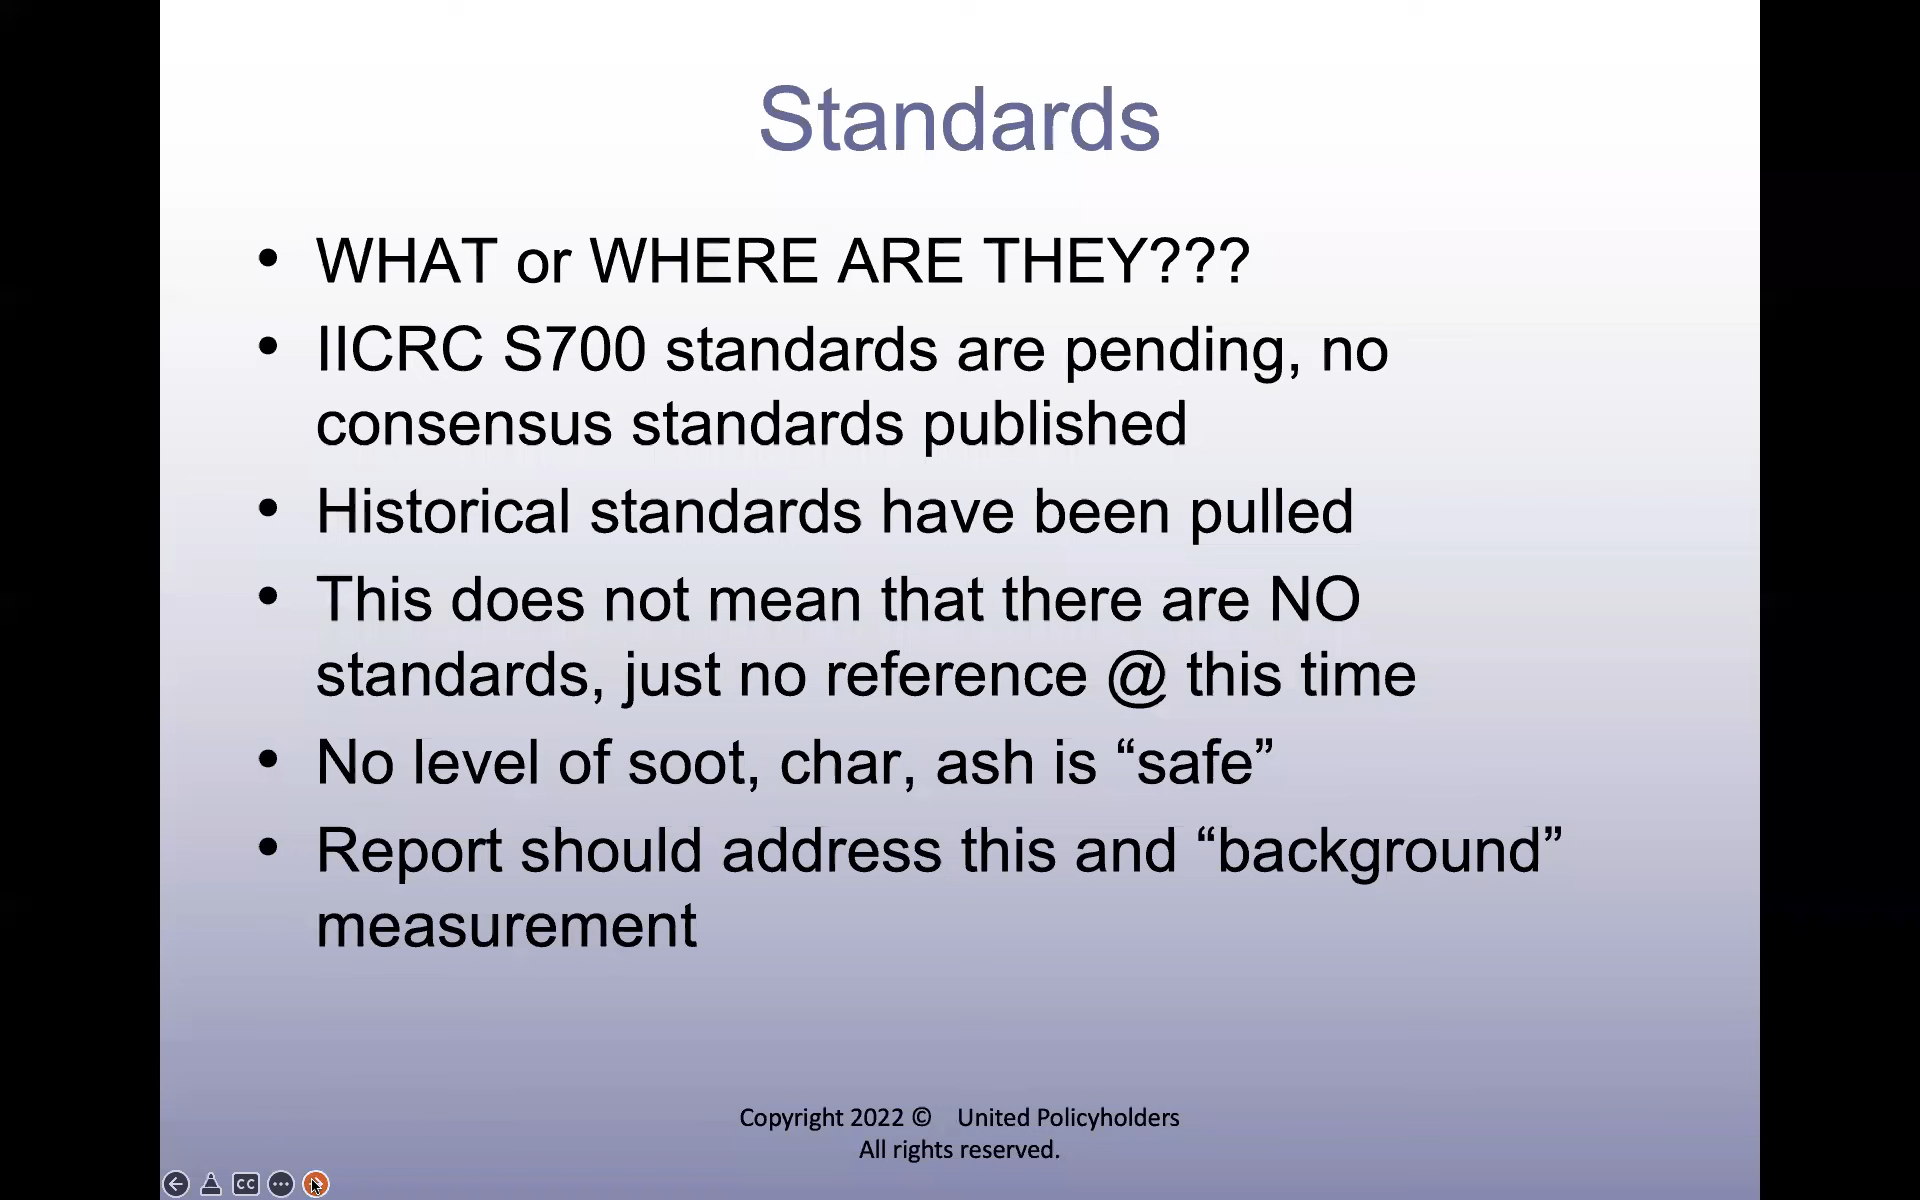 Standards
• WHAT or WHERE ARE THEY???
• IICRC S700 standards are pending, no
consensus standards published
• Historical standards have been pulled
• This does not mean that there are NO
standards, just no reference @ this time
• No level of soot, char, ash is “safe”
• Report should address this and “background”
measurement
Copyright 2022 © United Policyholders
All rights reserved.
CC